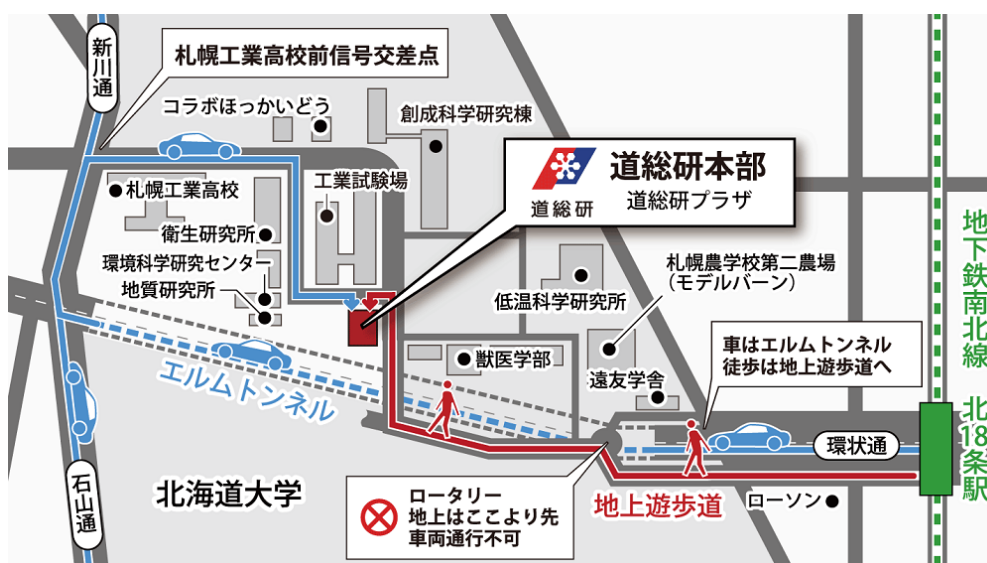 新川通
札幌工業高校前信号交差点
コラボほっかいどう
創成科学研究棟
道総研
道総研本部
道総研プラザ
札幌工業高校
工業試験場
衛生研究所
環境科学研究センター
地質研究所
低温科学研究所
札幌農学校第二農場
(モデルバーン)
地下鉄南北線
北18条駅
獣医学部
遠友学舎
車はエルムトンネル
徒歩は地上遊歩道へ
エルムトンネル
環状通
石山通
北海道大学
ロータリー
地上はここより先
車両通行不可
地上遊歩道
ローソン